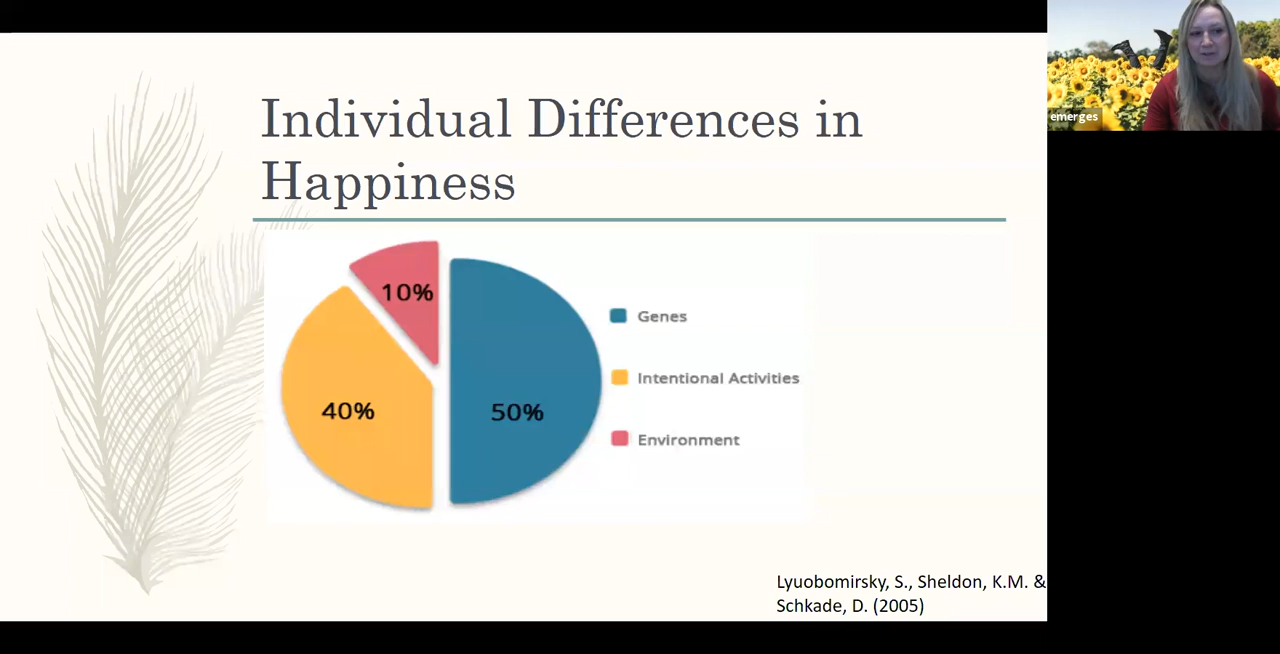 Individual Differences in
Happiness
10%
40%
50%
Genes
Intentional Activities
Environment
Lyuobomirsky, S., Sheldon, K.M. &
Schkade, D. (2005)
emerges